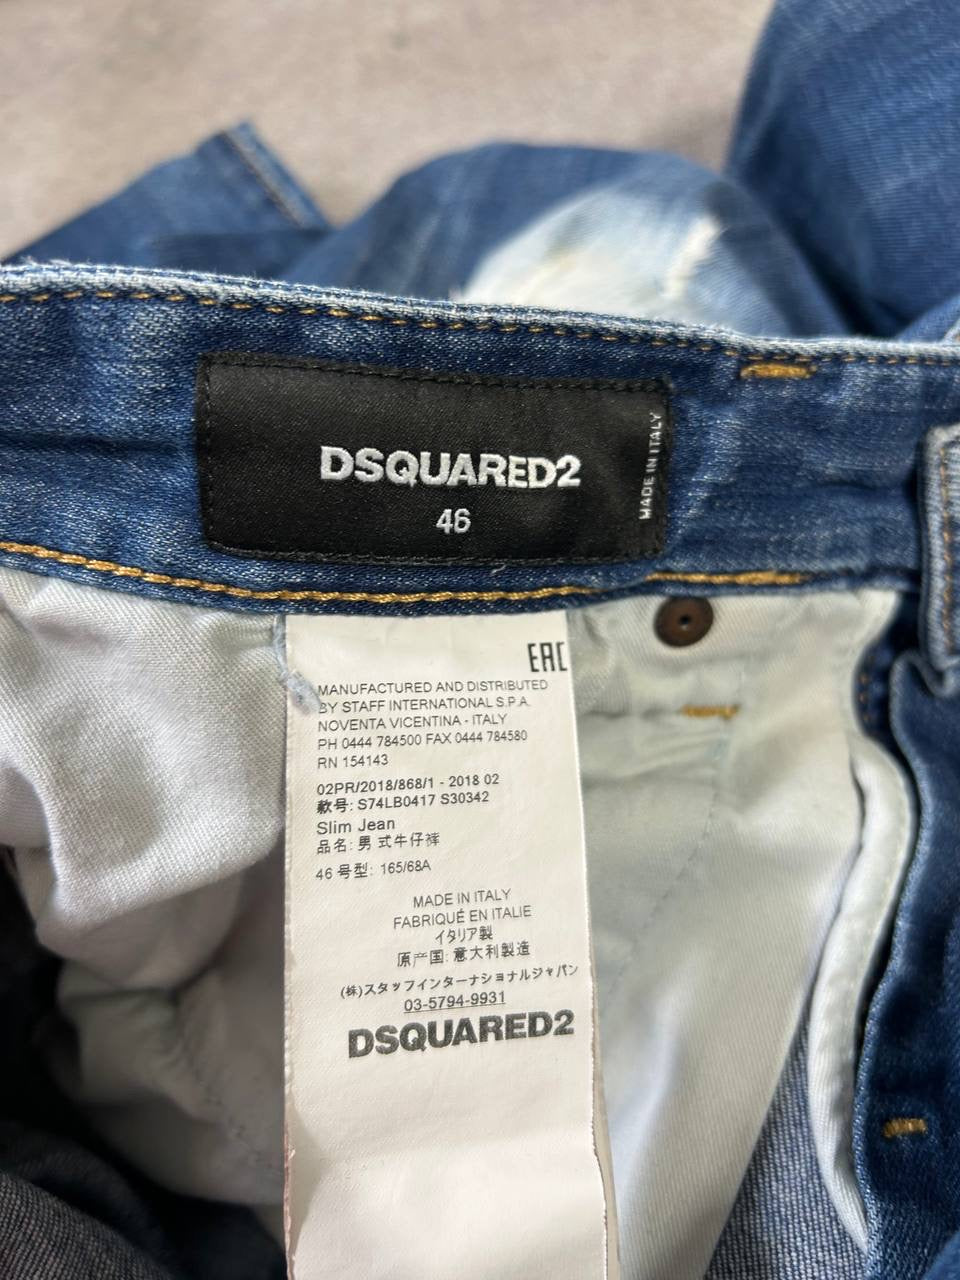 DSQUARED2
46
MADE IN ITALY
EAC
MANUFACTURED AND DISTRIBUTED
BY STAFF INTERNATIONAL S.P.A.
NOVENTA VICENTINA - ITALY
PH 0444 784500 FAX 0444 784580
RN 154143
02PR/2018/868/1 - 2018 02
款号: S74LB0417 S30342
Slim Jean
品名: 男 式牛仔裤
46 号型: 165/68A
MADE IN ITALY
FABRIQUÉ EN ITALIE
イタリア製
原产国: 意大利製造
(株)スタッフインターナショナルジャパン
03-5794-9931
DSQUARED2